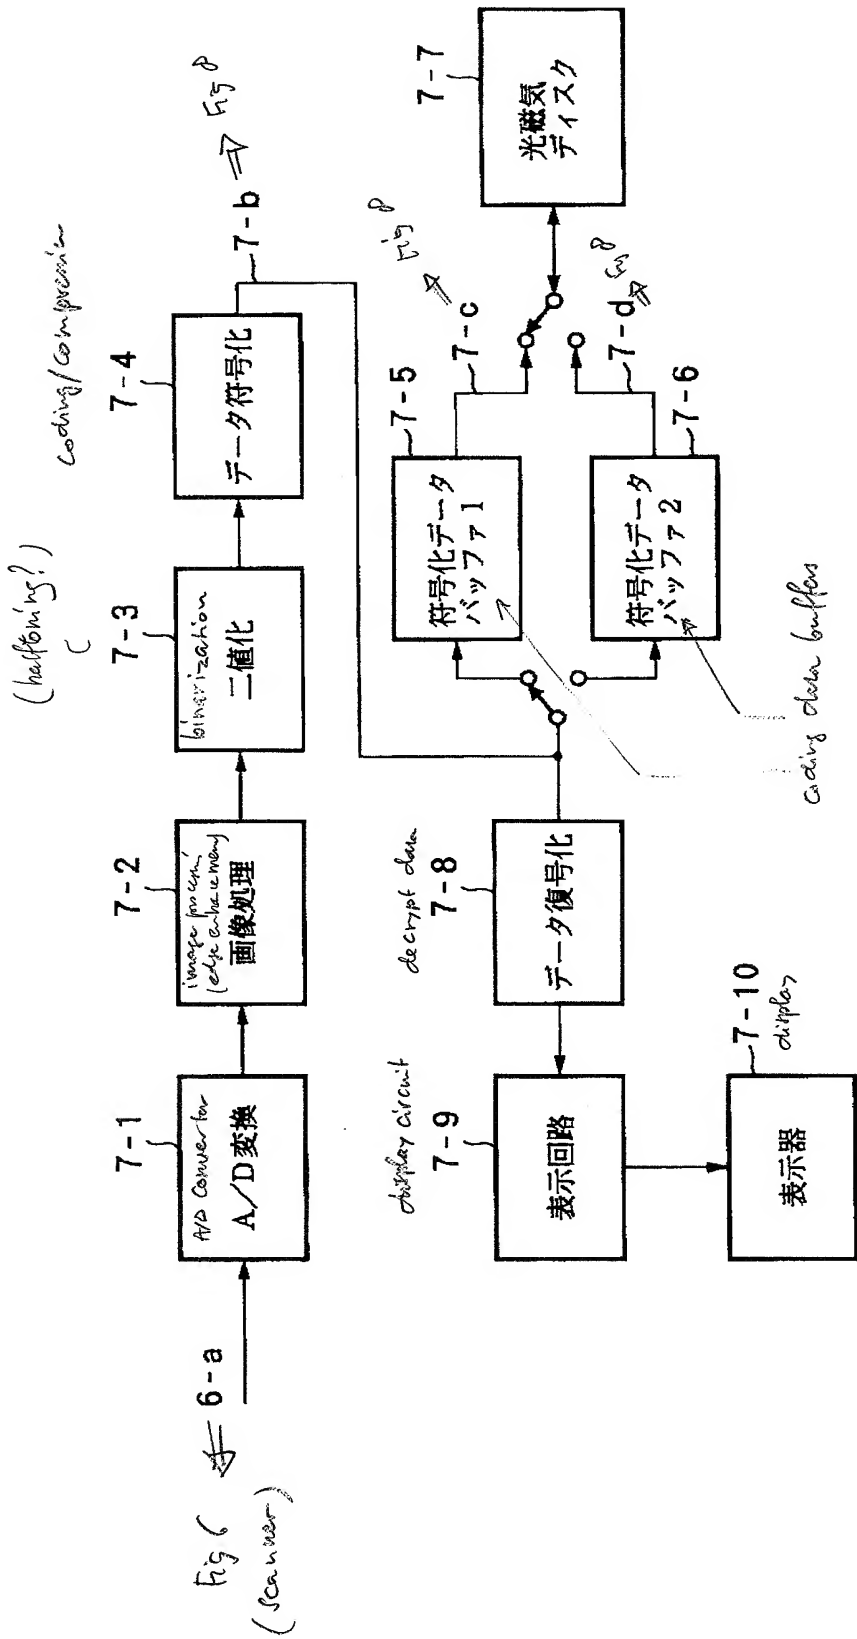 Fig 6
(scanner)
6-a
7-1
A/D converter
A/D変換
7-2
image
(edge enhancement
画像処理
(halftoning?)
7-3
binarization
二値化
coding/compression
7-4
データ符号化
7-b
Fig 8
display circuit
7-9
表示回路
7-10
display
表示器
decrypt data
7-8
データ復号化
7-5
符号化データ
バッファ1
7-c
Fig 8
符号化データ
バッファ2
7-6
7-d
Fig 8
coding data buffers
7-7
光磁気
ディスク